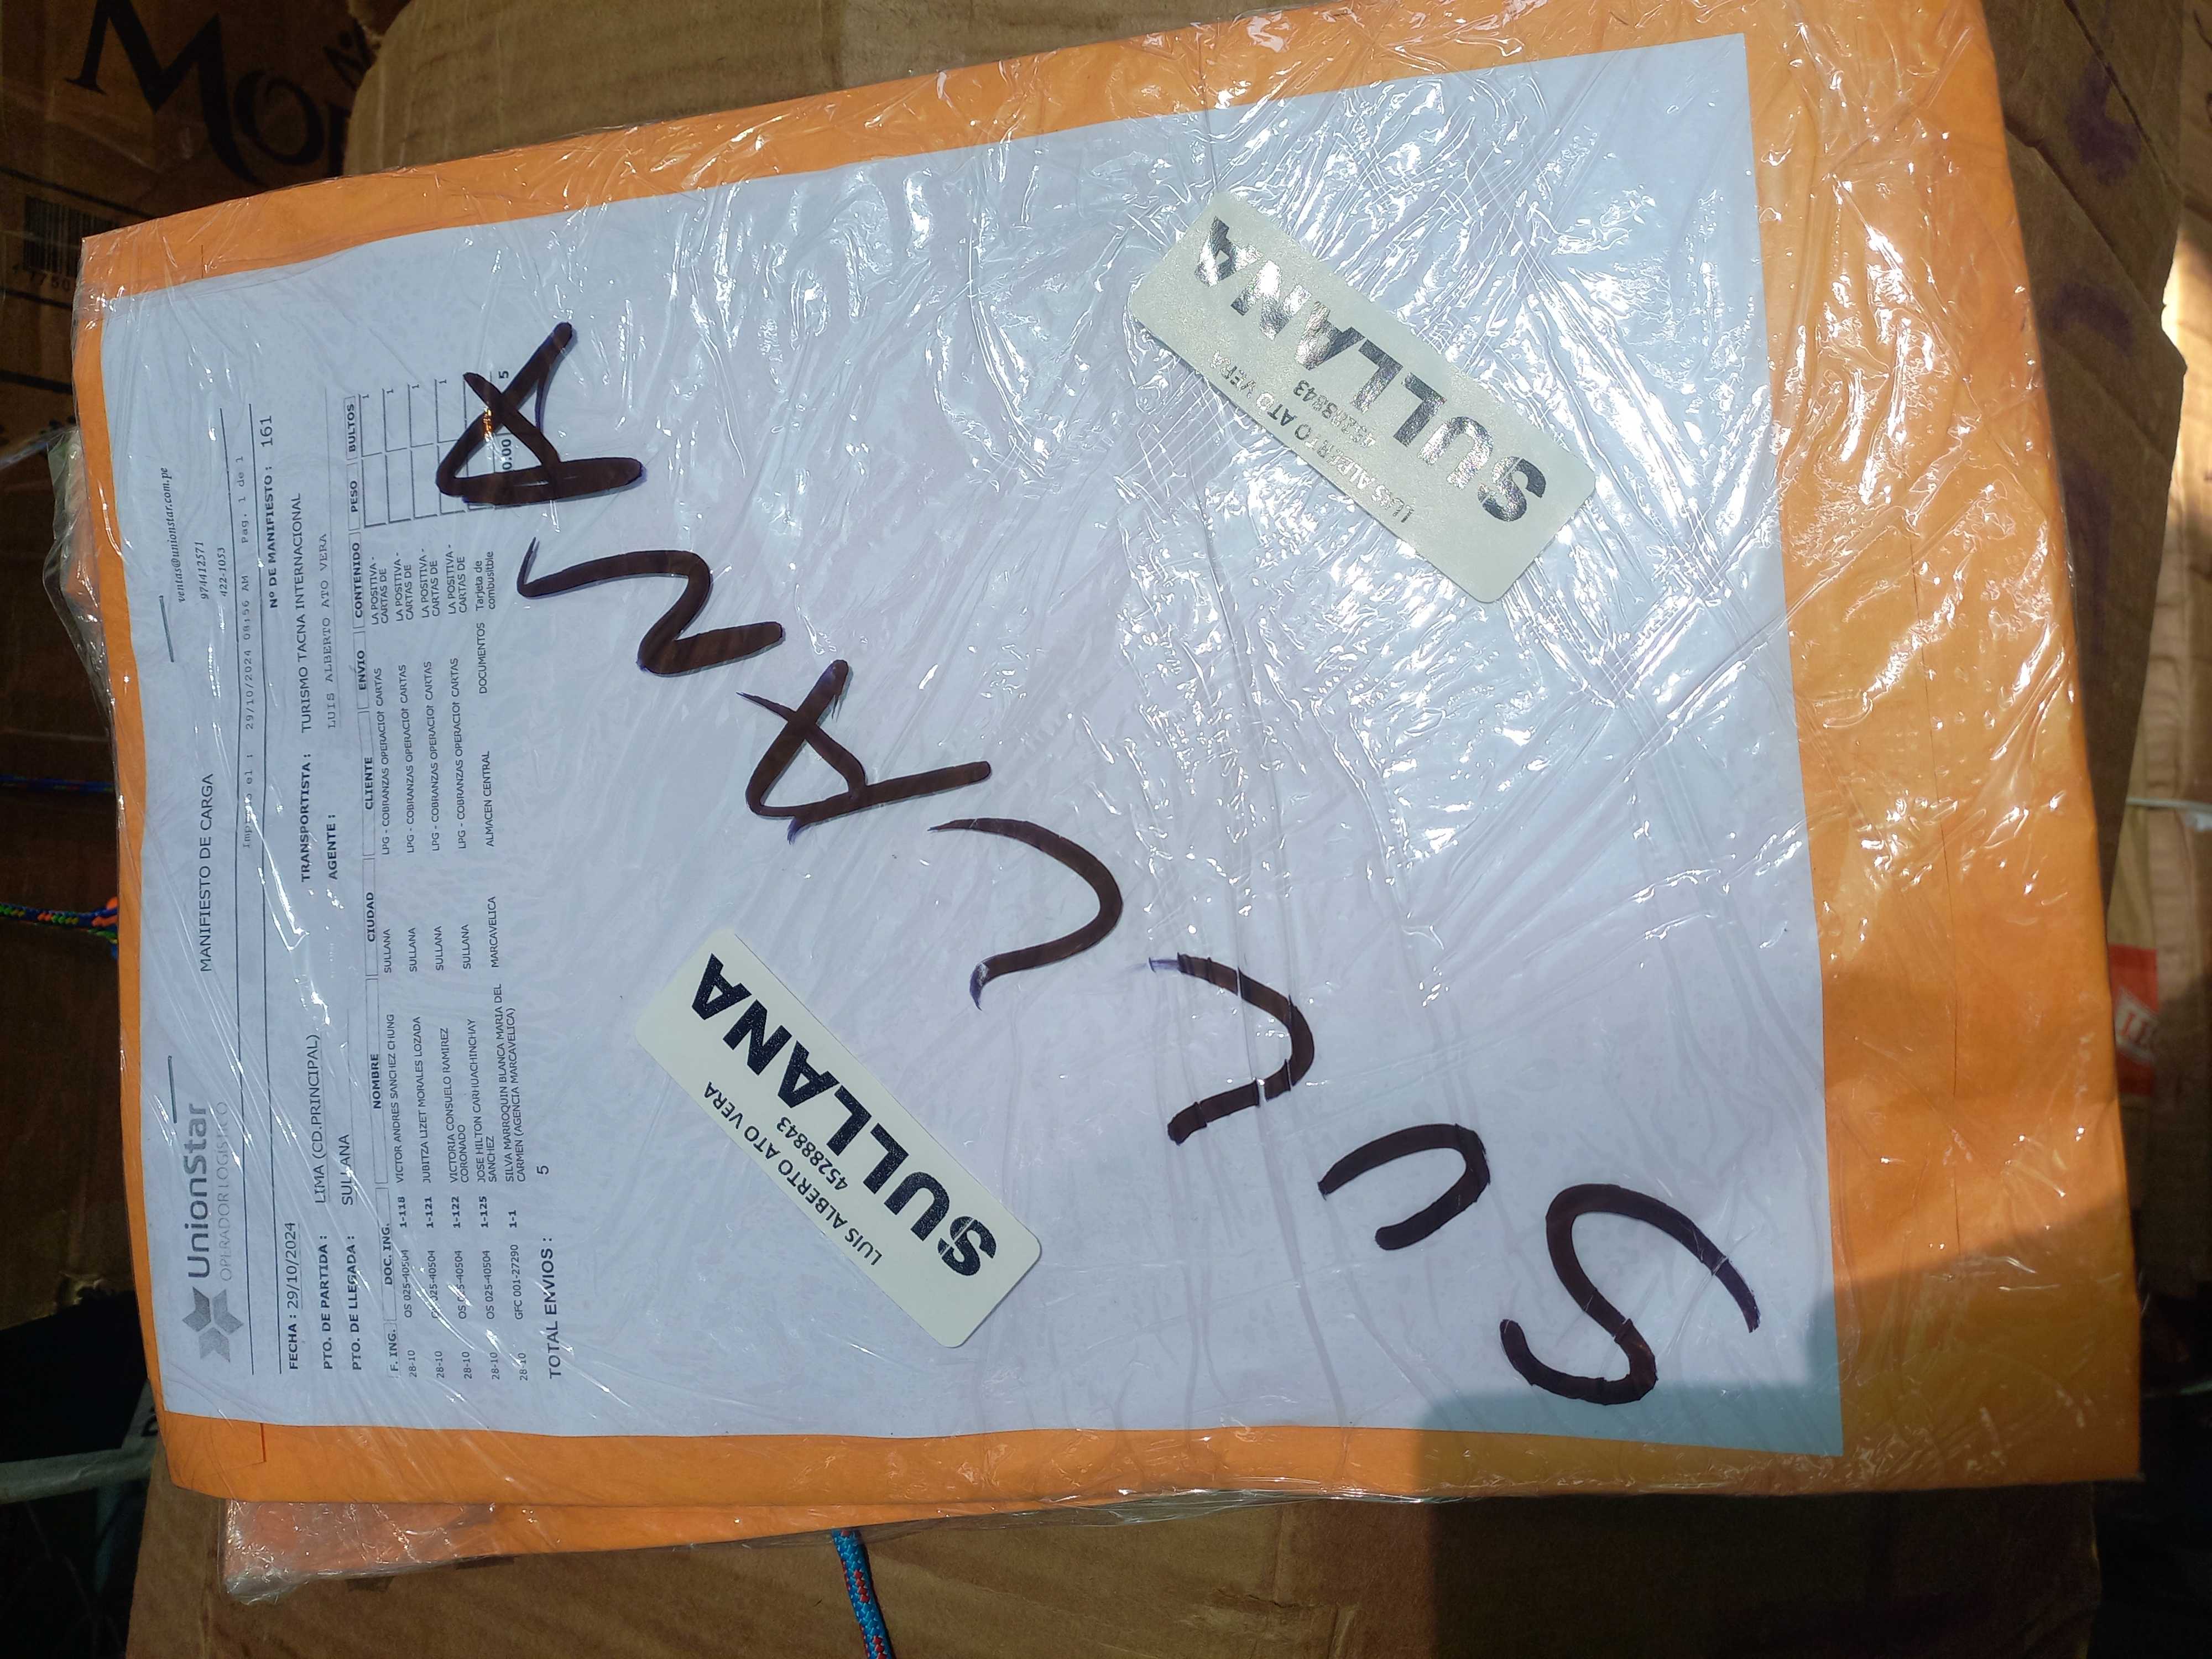 UnionStar
OPERADOR LOGISTICO
MANIFIESTO DE CARGA
ventas@unionstar.com.pe
974412571
422-1053
Impreso el : 29/10/2024 08:56 AM Pag. 1 de 1
FECHA : 29/10/2024 Nº DE MANIFIESTO : 161
PTO. DE PARTIDA : LIMA (CD.PRINCIPAL) TRANSPORTISTA : TURISMO TACNA INTERNACIONAL
PTO. DE LLEGADA : SULLANA AGENTE : LUIS ALBERTO ATO VERA
F. ING. DOC. ING. NOMBRE CIUDAD CLIENTE ENVIO CONTENIDO PESO BULTOS
28-10 OS 025-40504 1-118 VICTOR ANDRES SANCHEZ CHUNG SULLANA LPG - COBRANZAS OPERACIOI CARTAS LA POSITIVA - 1
CARTAS DE
28-10 OS 025-40504 1-121 JUBITZA LIZET MORALES LOZADA SULLANA LPG - COBRANZAS OPERACIOI CARTAS LA POSITIVA - 1
CARTAS DE
28-10 OS 025-40504 1-122 VICTORIA CONSUELO RAMIREZ SULLANA LPG - COBRANZAS OPERACIOI CARTAS LA POSITIVA - 1
CORONADO CARTAS DE
28-10 OS 025-40504 1-125 JOSE HILTON CARHUACHINCHAY SULLANA LPG - COBRANZAS OPERACIOI CARTAS LA POSITIVA - 1
SANCHEZ CARTAS DE
28-10 GFC 001-27290 1-1 SILVA MARROQUIN BLANCA MARIA DEL MARCAVELICA ALMACEN CENTRAL DOCUMENTOS Tarjeta de
CARMEN (AGENCIA MARCAVELICA) combustible
TOTAL ENVIOS : 5 0.00 5
SULLANA
LUIS ALBERTO ATO VERA
45288843
SULLANA
LUIS ALBERTO ATO VERA
45288843
SULLANA